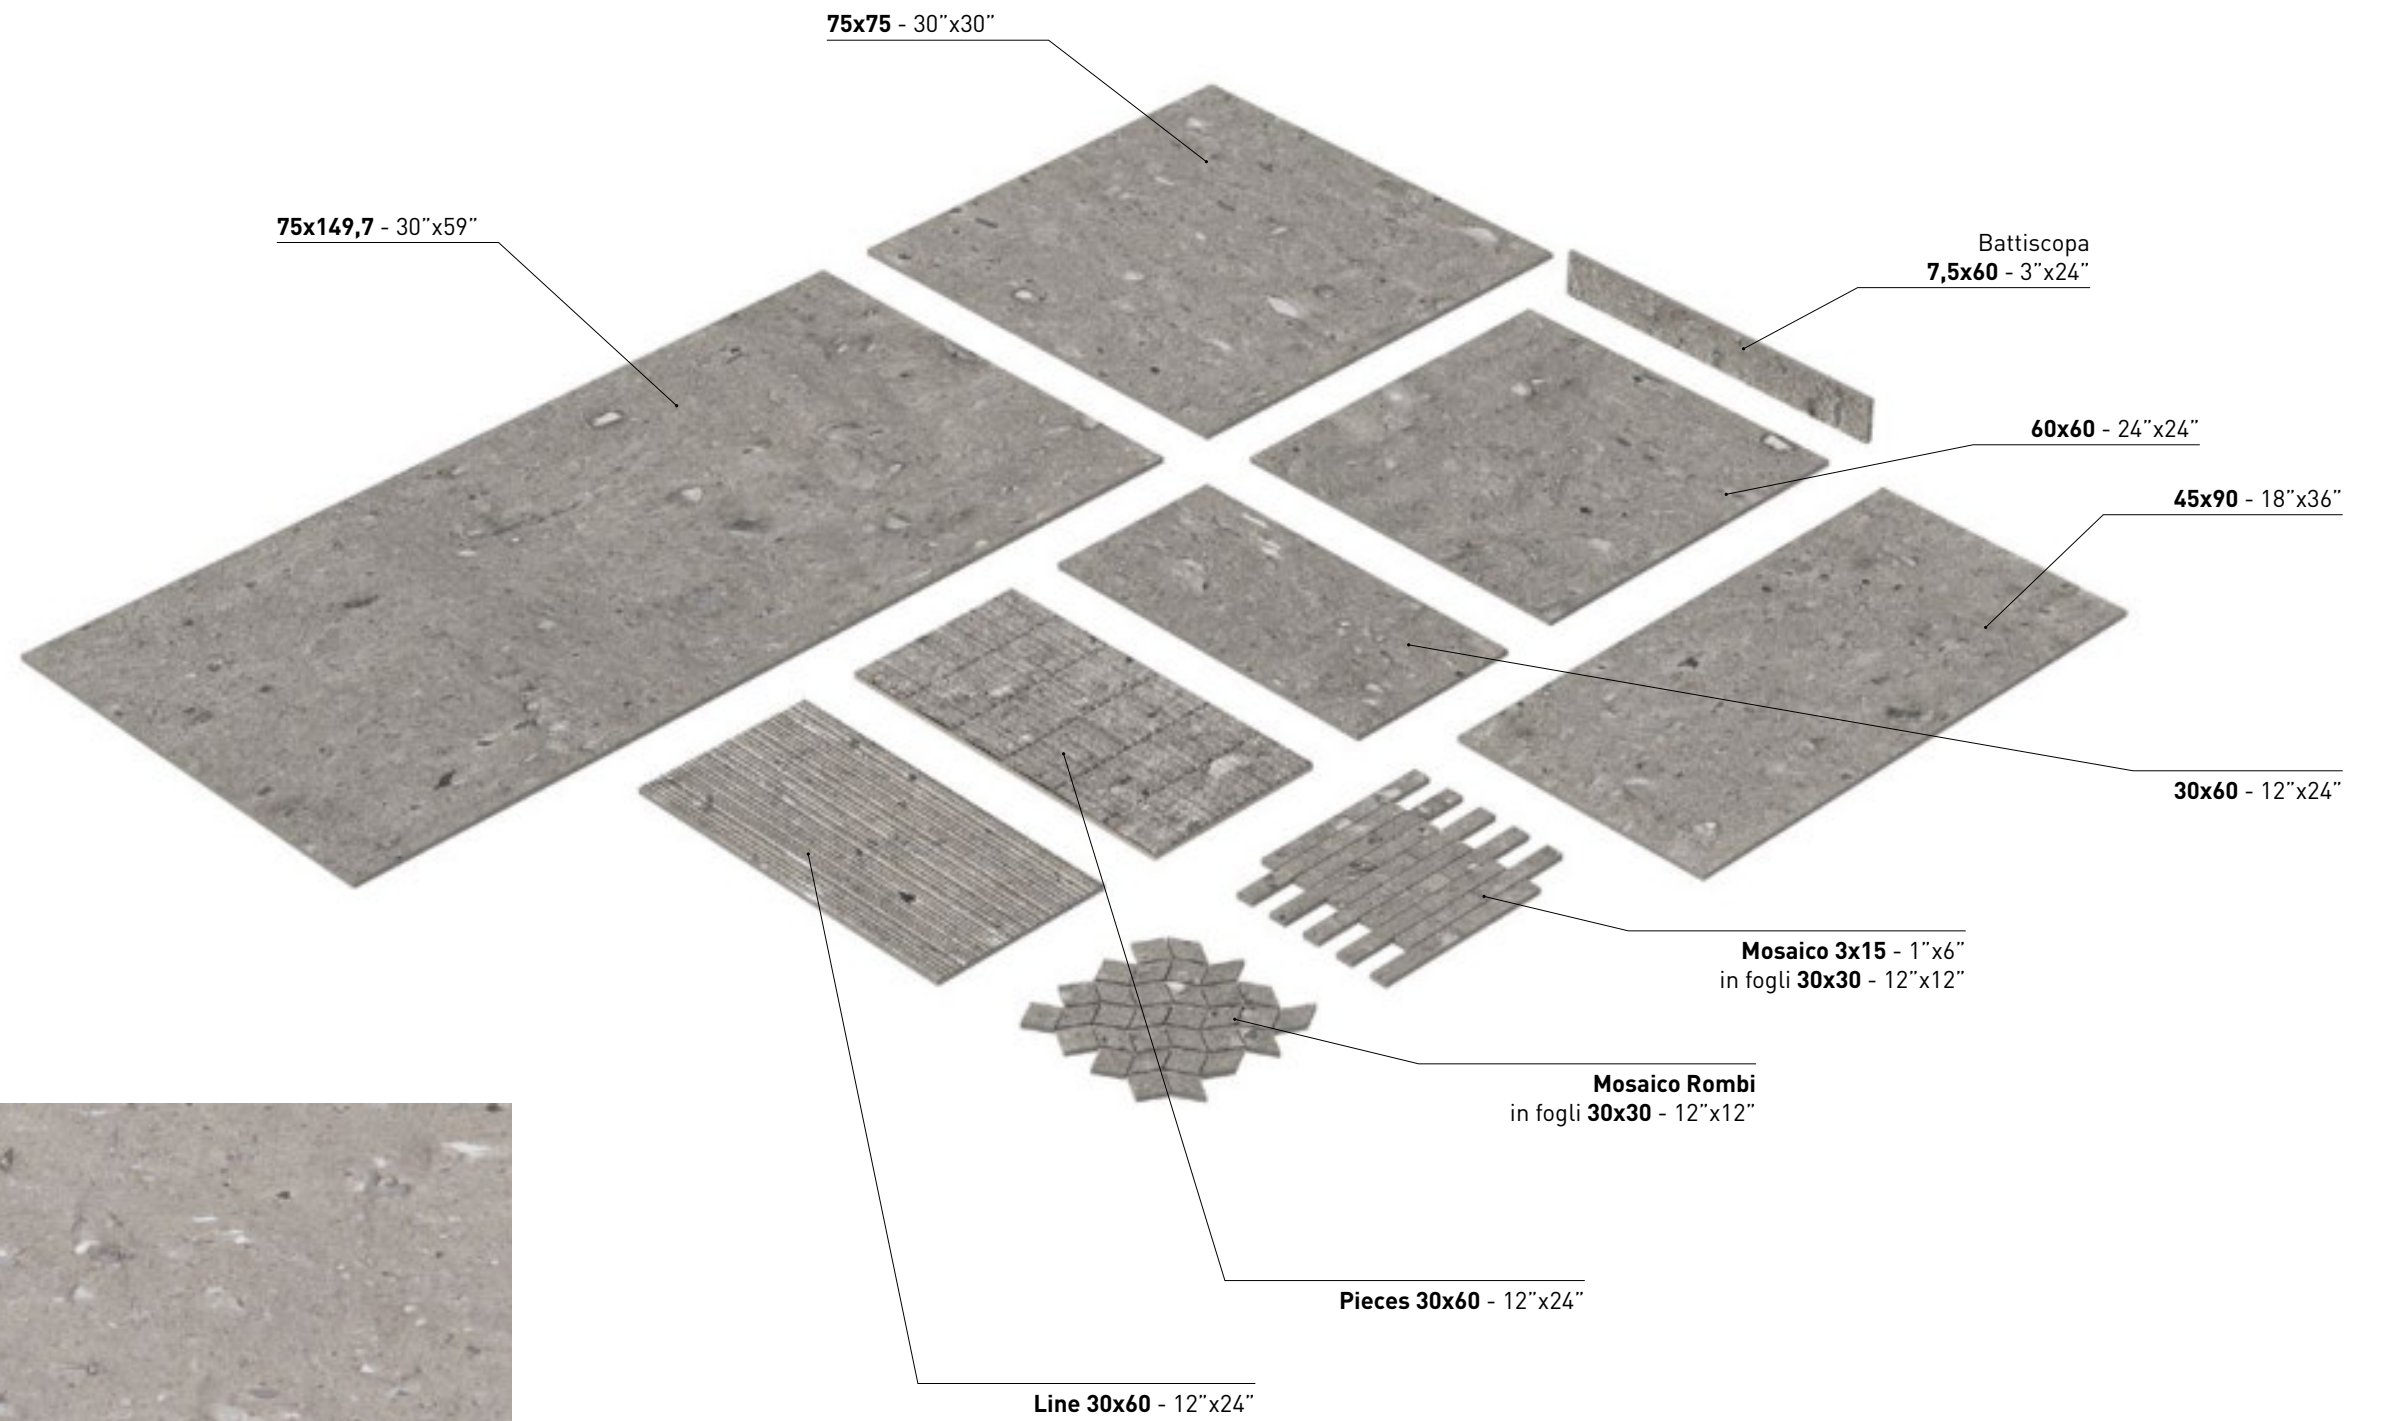 75x75 - 30”x30”
75x149,7 - 30”x59”
Battiscopa
7,5x60 - 3”x24”
60x60 - 24”x24”
45x90 - 18”x36”
30x60 - 12”x24”
Mosaico 3x15 - 1”x6”
in fogli 30x30 - 12”x12”
Mosaico Rombi
in fogli 30x30 - 12”x12”
Pieces 30x60 - 12”x24”
Line 30x60 - 12”x24”